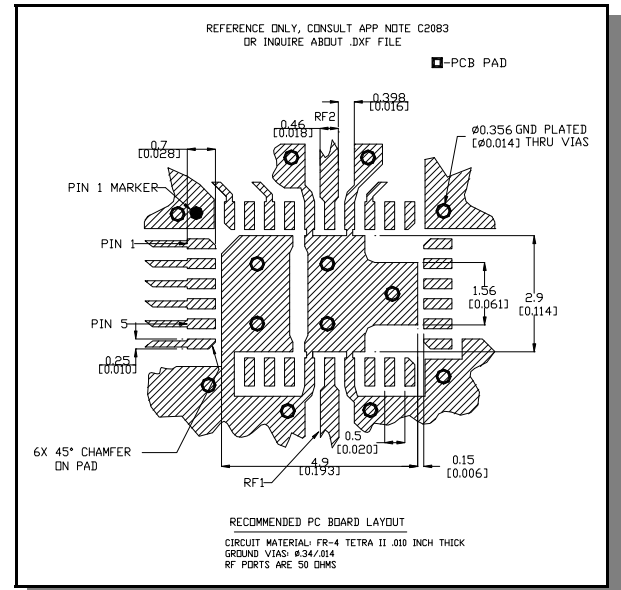 REFERENCE ONLY, CONSULT APP NOTE C2083
OR INQUIRE ABOUT .DXF FILE
-PCB PAD
0.398
[0.016]
RF2
0.46
[0.018]
Ø0.356 GND PLATED
[Ø0.014] THRU VIAS
0.7
[0.028]
PIN 1 MARKER
PIN 1
1.56
[0.061]
2.9
[0.114]
PIN 5
0.25
[0.010]
6X 45° CHAMFER
ON PAD
0.5
[0.020]
4.9
[0.193]
0.15
[0.006]
RF1
RECOMMENDED PC BOARD LAYOUT
CIRCUIT MATERIAL: FR-4 TETRA II .010 INCH THICK
GROUND VIAS: Ø.34/.014
RF PORTS ARE 50 OHMS